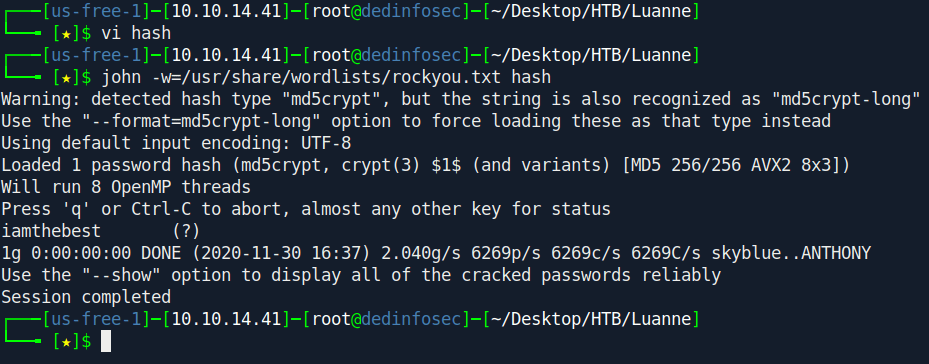 ┌──[us-free-1]─[10.10.14.41]─[root@dedinfosec]─[~/Desktop/HTB/Luanne]
└──╼ [★]$ vi hash
┌──[us-free-1]─[10.10.14.41]─[root@dedinfosec]─[~/Desktop/HTB/Luanne]
└──╼ [★]$ john -w=/usr/share/wordlists/rockyou.txt hash
Warning: detected hash type "md5crypt", but the string is also recognized as "md5crypt-long"
Use the "--format=md5crypt-long" option to force loading these as that type instead
Using default input encoding: UTF-8
Loaded 1 password hash (md5crypt, crypt(3) $1$ (and variants) [MD5 256/256 AVX2 8x3])
Will run 8 OpenMP threads
Press 'q' or Ctrl-C to abort, almost any other key for status
iamthebest       (?)
1g 0:00:00:00 DONE (2020-11-30 16:37) 2.040g/s 6269p/s 6269c/s 6269C/s skyblue..ANTHONY
Use the "--show" option to display all of the cracked passwords reliably
Session completed
┌──[us-free-1]─[10.10.14.41]─[root@dedinfosec]─[~/Desktop/HTB/Luanne]
└──╼ [★]$